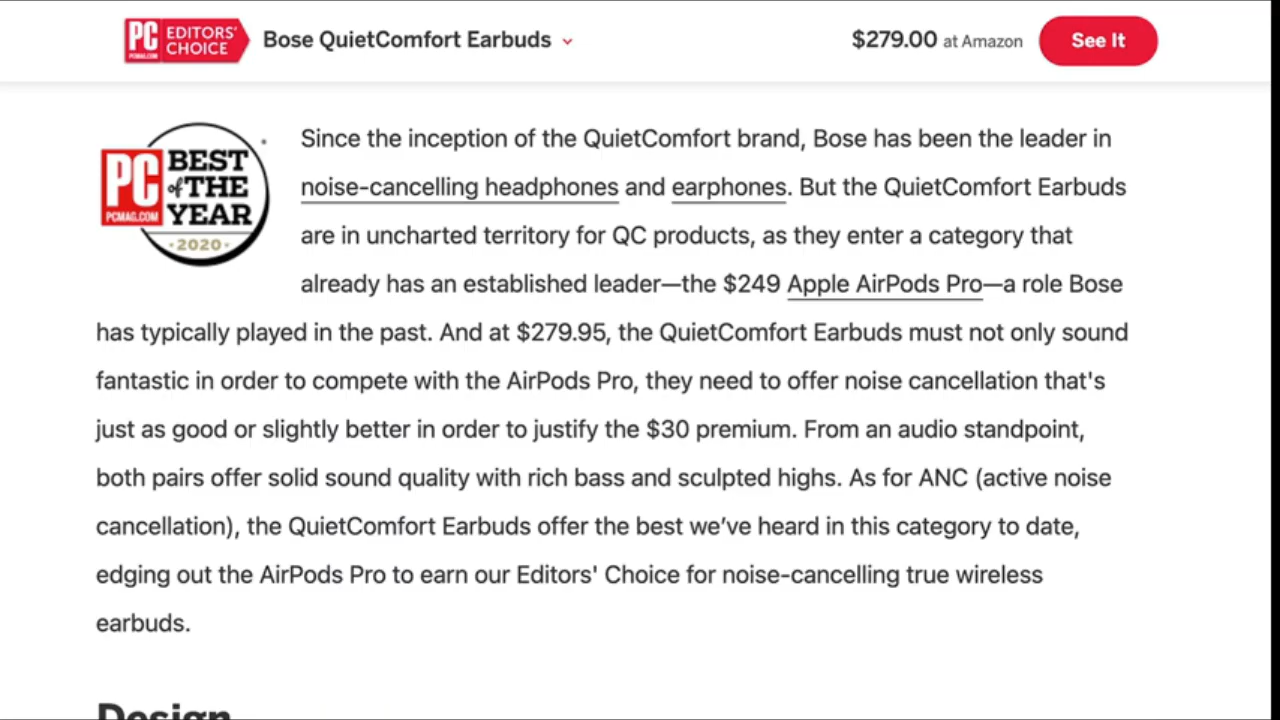 PC EDITORS' CHOICE
PCMAG.COM
Bose QuietComfort Earbuds
$279.00 at Amazon
See It
PC PCMAG.COM
BEST of THE YEAR
2020
Since the inception of the QuietComfort brand, Bose has been the leader in
noise-cancelling headphones and earphones. But the QuietComfort Earbuds
are in uncharted territory for QC products, as they enter a category that
already has an established leader—the $249 Apple AirPods Pro—a role Bose
has typically played in the past. And at $279.95, the QuietComfort Earbuds must not only sound
fantastic in order to compete with the AirPods Pro, they need to offer noise cancellation that's
just as good or slightly better in order to justify the $30 premium. From an audio standpoint,
both pairs offer solid sound quality with rich bass and sculpted highs. As for ANC (active noise
cancellation), the QuietComfort Earbuds offer the best we’ve heard in this category to date,
edging out the AirPods Pro to earn our Editors' Choice for noise-cancelling true wireless
earbuds.
Design